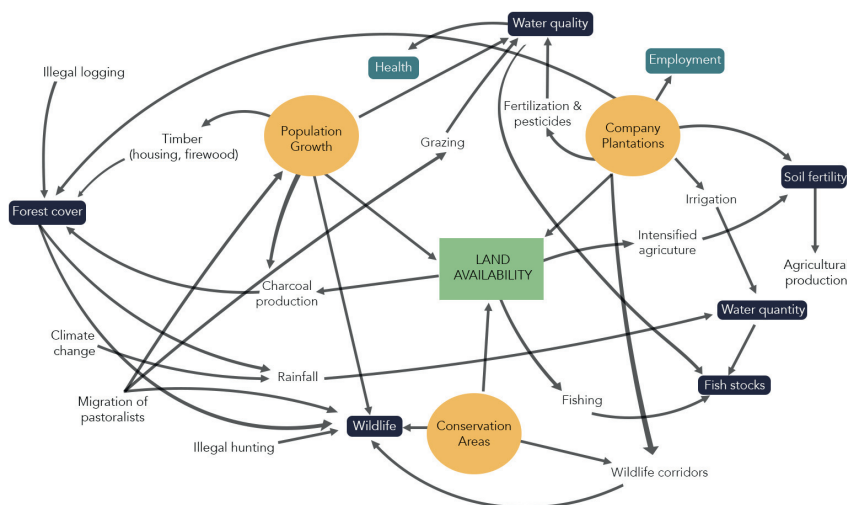 Water quality
Health
Employment
Illegal logging
Fertilization &
pesticides
Population
Growth
Company
Plantations
Timber
(housing, firewood)
Grazing
Soil fertility
Irrigation
Forest cover
Intensified
agricuture
LAND
AVAILABILITY
Agricultural
production
Charcoal
production
Water quantity
Climate
change
Rainfall
Fish stocks
Migration of
pastoralists
Fishing
Wildlife
Conservation
Areas
Illegal hunting
Wildlife corridors